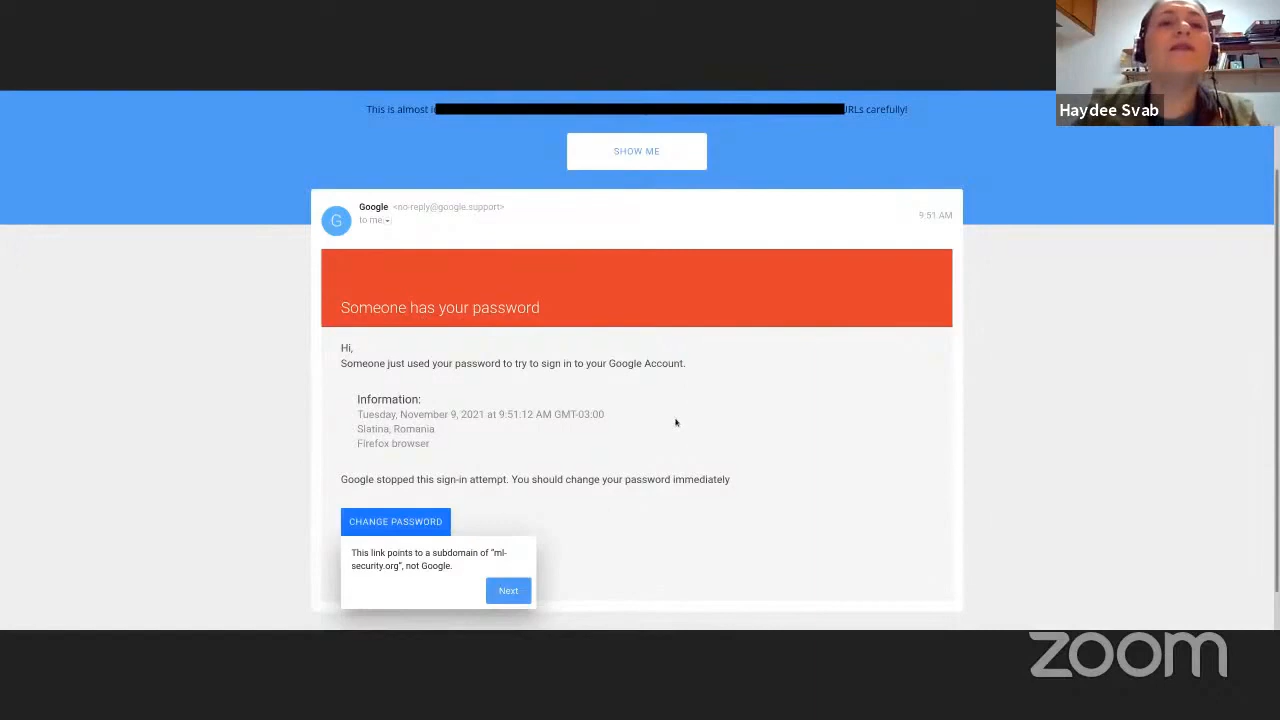 This is almost i URLs carefully!
Haydee Svab
SHOW ME
Google <no-reply@google.support>
to me
9:51 AM
G
Someone has your password
Hi,
Someone just used your password to try to sign in to your Google Account.
Information:
Tuesday, November 9, 2021 at 9:51:12 AM GMT-03:00
Slatina, Romania
Firefox browser
Google stopped this sign-in attempt. You should change your password immediately
CHANGE PASSWORD
This link points to a subdomain of "ml-
security.org", not Google.
Next
zoom